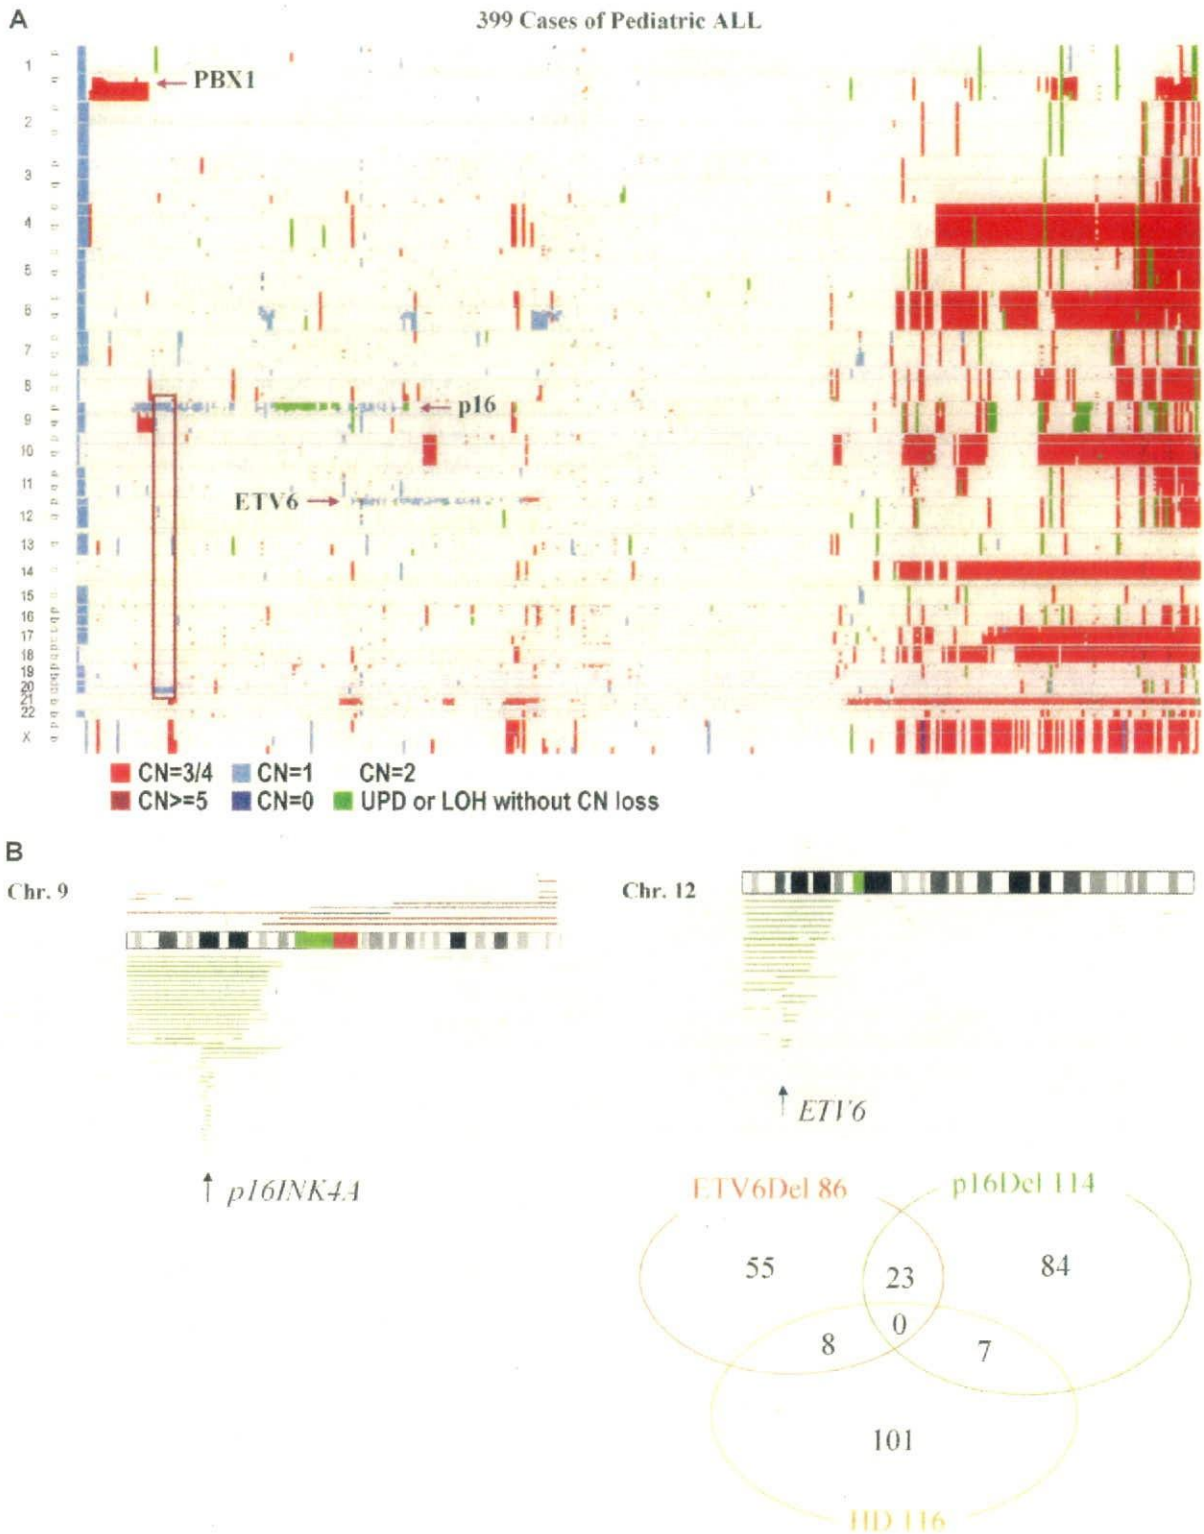 A
399 Cases of Pediatric ALL
1
PBX1
2
3
4
5
6
7
8
p16
9
10
11
ETV6
12
13
14
15
16
17
18
19
20
21
22
X
CN=3/4 CN=1 CN=2
CN>=5 CN=0 UPD or LOH without CN loss
B
Chr. 9
Chr. 12
ETV6
p16INK4A
ETV6Del 86
p16Del 114
55
23
84
0
8
7
101
HD 116